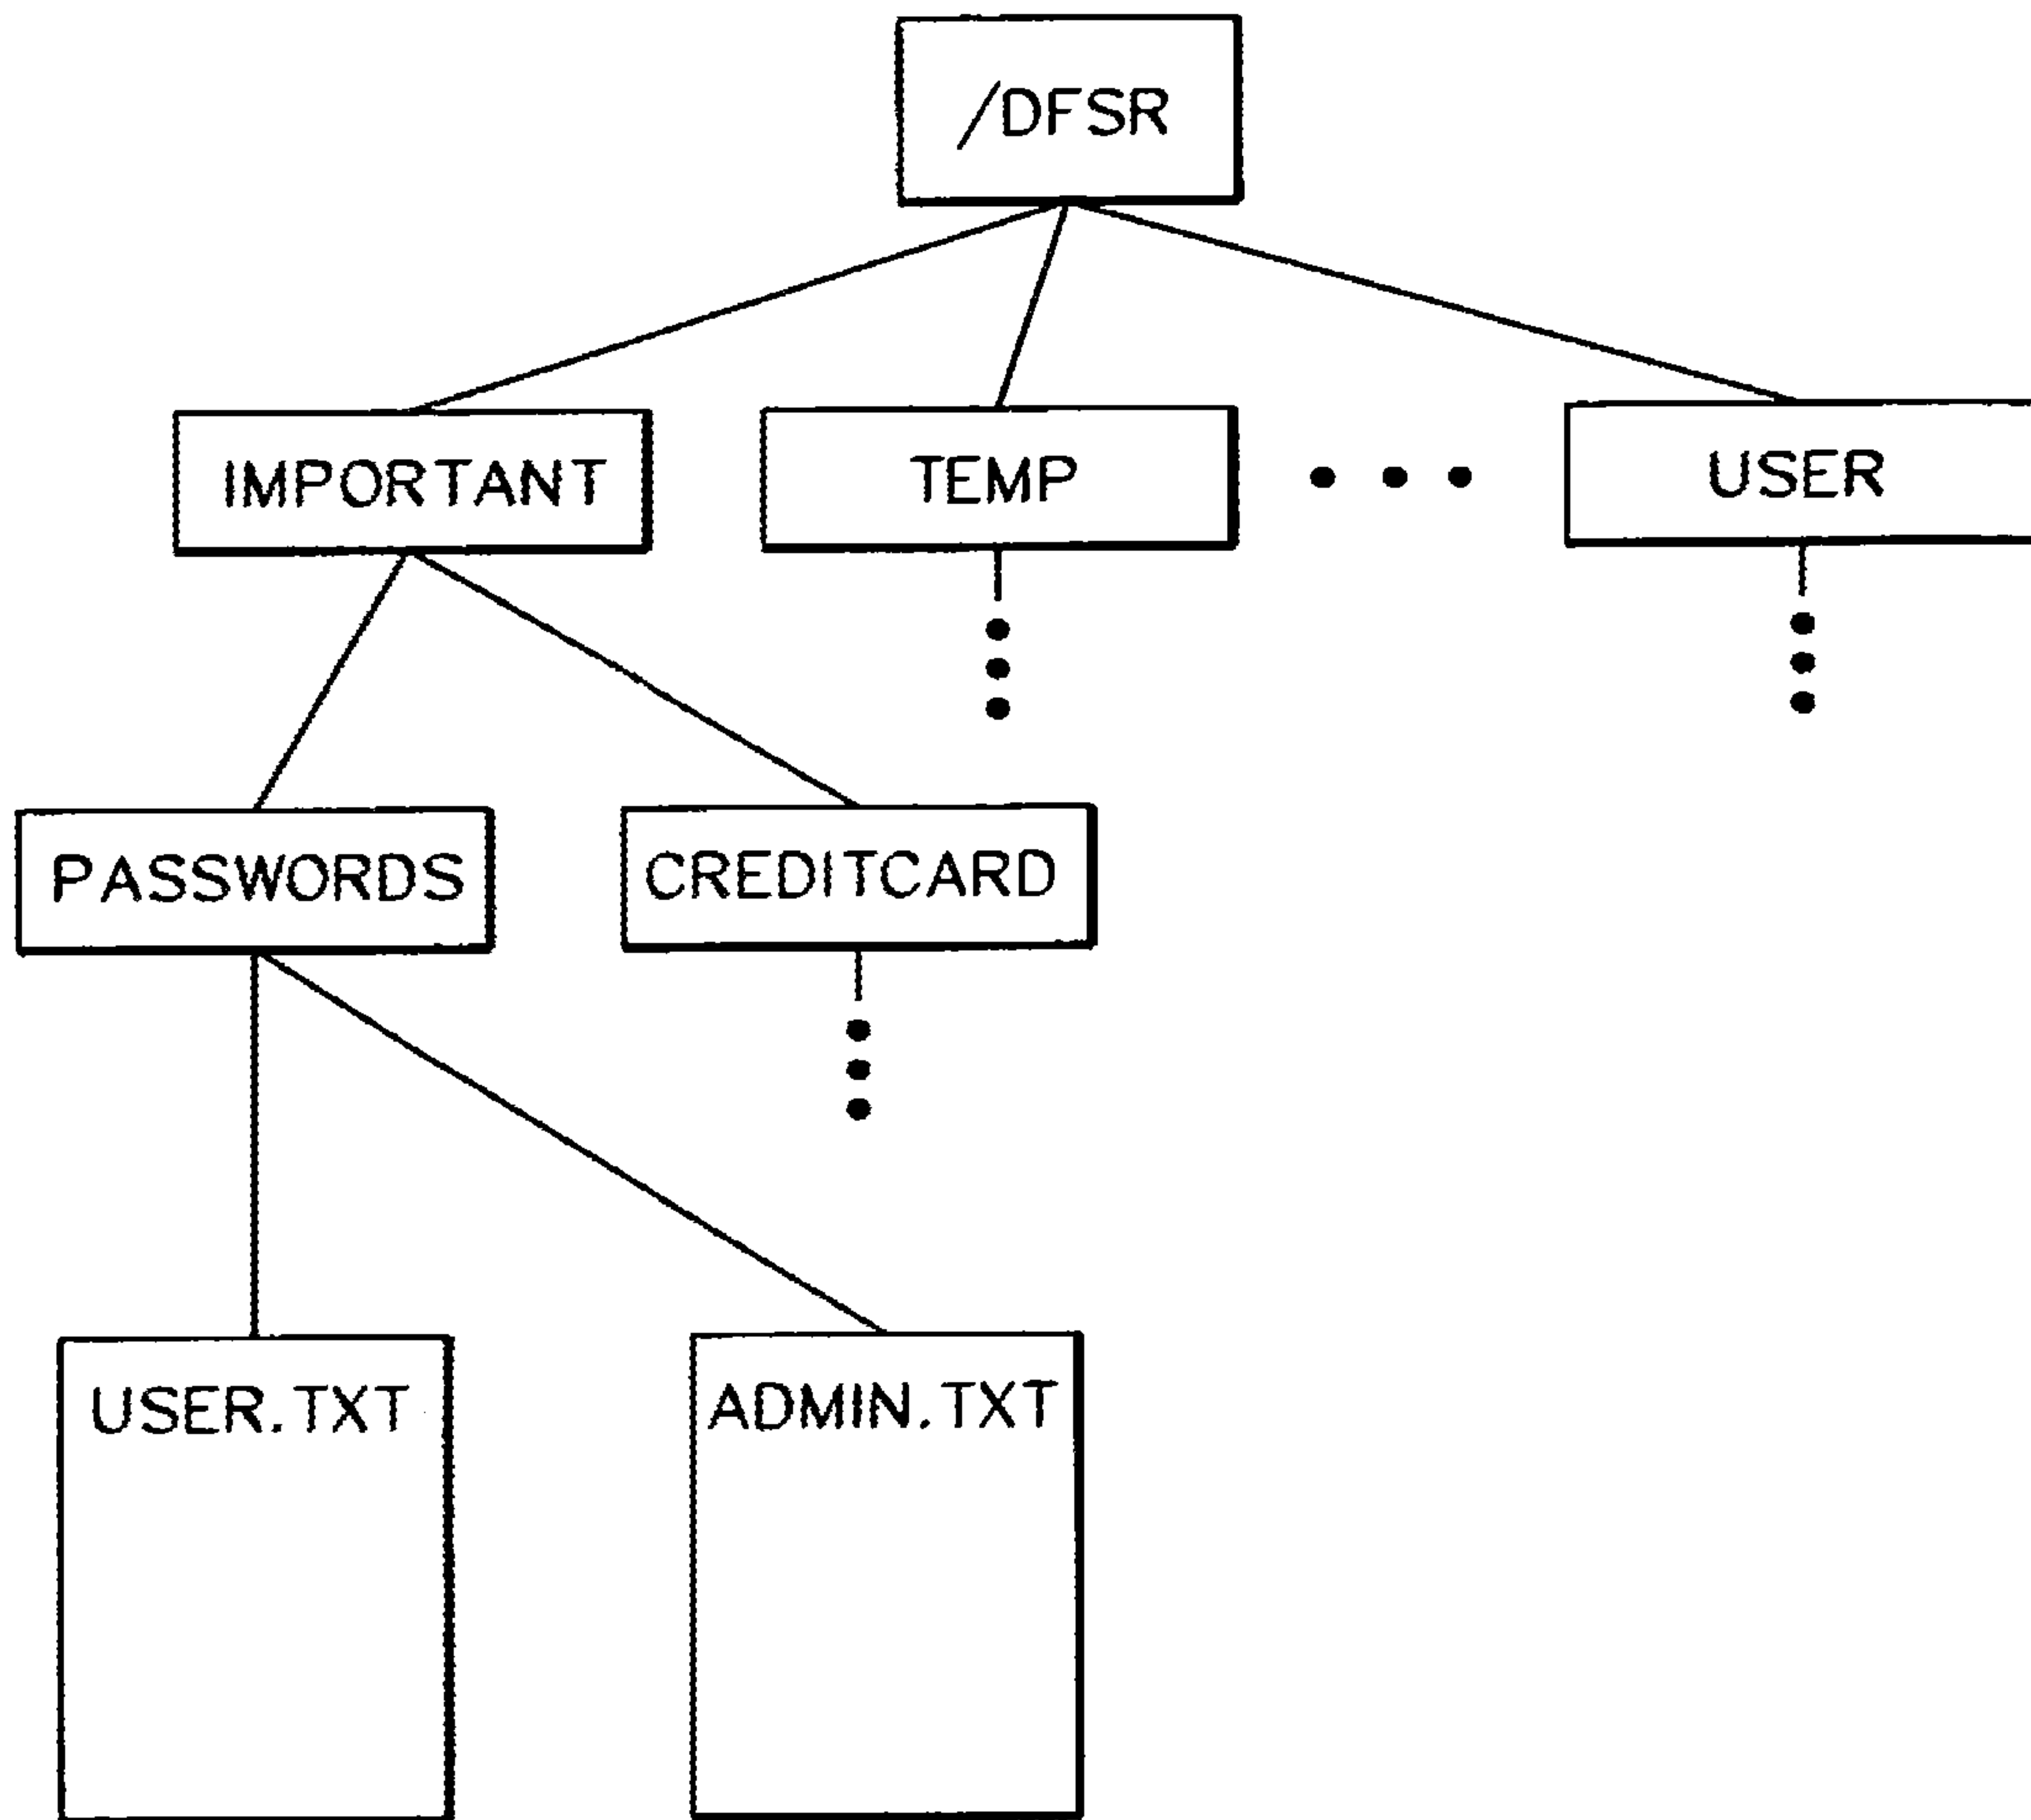 /DFSR
IMPORTANT
TEMP
USER
PASSWORDS
CREDITCARD
USER.TXT
ADMIN.TXT